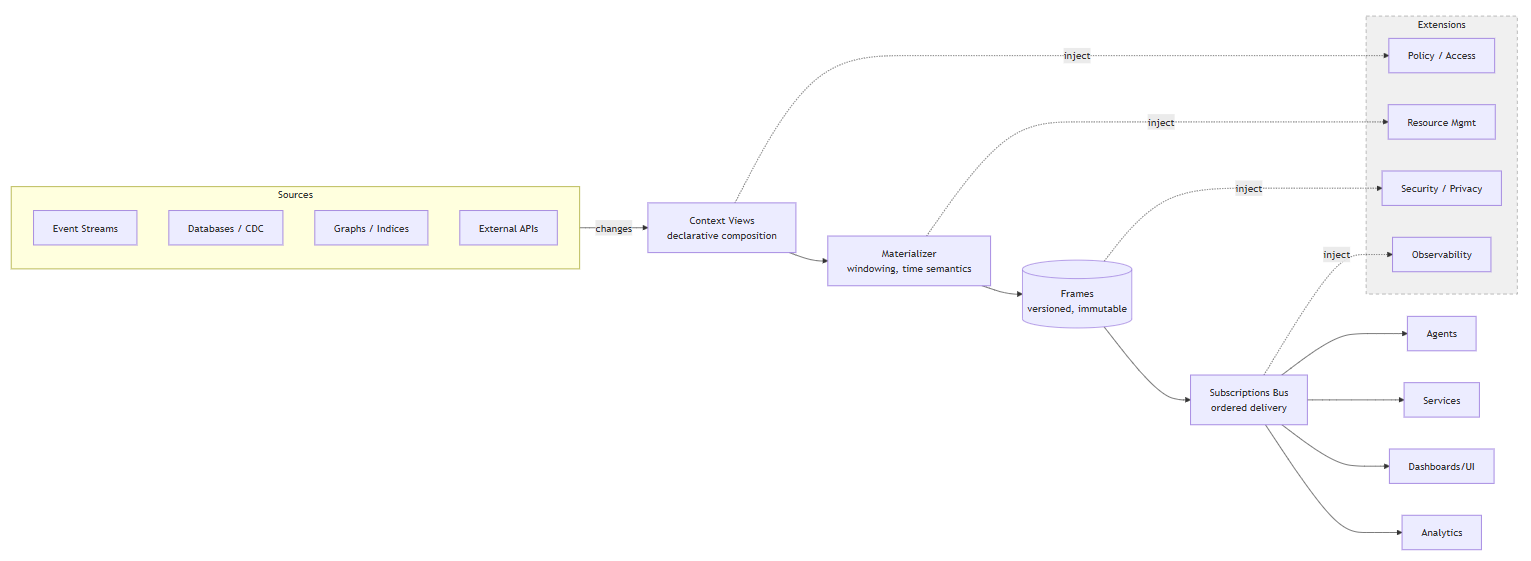 Extensions
inject
Policy / Access
inject
Resource Mgmt
Sources
inject
Security / Privacy
Event Streams
Databases / CDC
Graphs / Indices
External APIs
changes
Context Views
declarative composition
Materializer
windowing, time semantics
inject
Observability
Frames
versioned, immutable
Agents
Subscriptions Bus
ordered delivery
Services
Dashboards/UI
Analytics